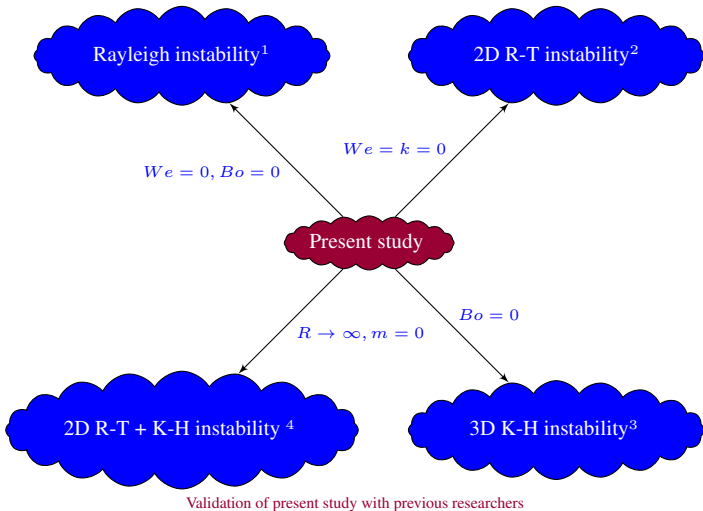 Rayleigh instability¹
2D R-T instability²
We = k = 0
We = 0, Bo = 0
Present study
Bo = 0
R → ∞, m = 0
2D R-T + K-H instability ⁴
3D K-H instability³
Validation of present study with previous researchers